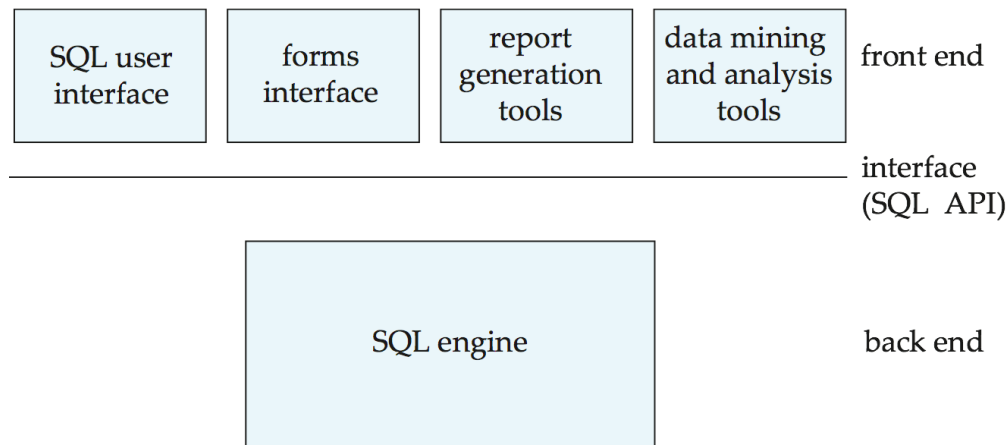 SQL user
interface
forms
interface
report
generation
tools
data mining
and analysis
tools
front end
interface
(SQL API)
SQL engine
back end